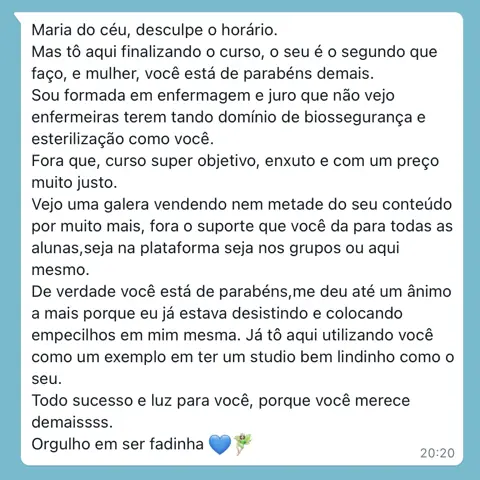 Maria do céu, desculpe o horário.
Mas tô aqui finalizando o curso, o seu é o segundo que
faço, e mulher, você está de parabéns demais.
Sou formada em enfermagem e juro que não vejo
enfermeiras terem tando domínio de biossegurança e
esterilização como você.
Fora que, curso super objetivo, enxuto e com um preço
muito justo.
Vejo uma galera vendendo nem metade do seu conteúdo
por muito mais, fora o suporte que você da para todas as
alunas,seja na plataforma seja nos grupos ou aqui
mesmo.
De verdade você está de parabéns,me deu até um ânimo
a mais porque eu já estava desistindo e colocando
empecilhos em mim mesma. Já tô aqui utilizando você
como um exemplo em ter um studio bem lindinho como o
seu.
Todo sucesso e luz para você, porque você merece
demaissss.
Orgulho em ser fadinha 💙🧚
20:20